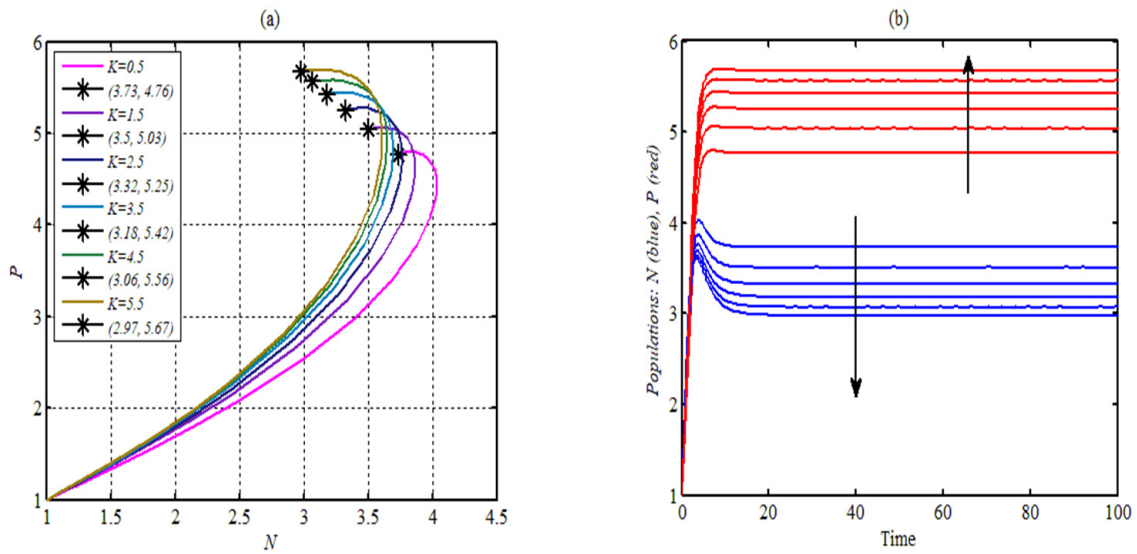 (a)
P
6
5
4
3
2
1
K=0.5
(3.73, 4.76)
K=1.5
(3.5, 5.03)
K=2.5
(3.32, 5.25)
K=3.5
(3.18, 5.42)
K=4.5
(3.06, 5.56)
K=5.5
(2.97, 5.67)
1 1.5 2 2.5 3 3.5 4 4.5
N
(b)
Populations: N (blue), P (red)
6
5
4
3
2
1
0 20 40 60 80 100
Time